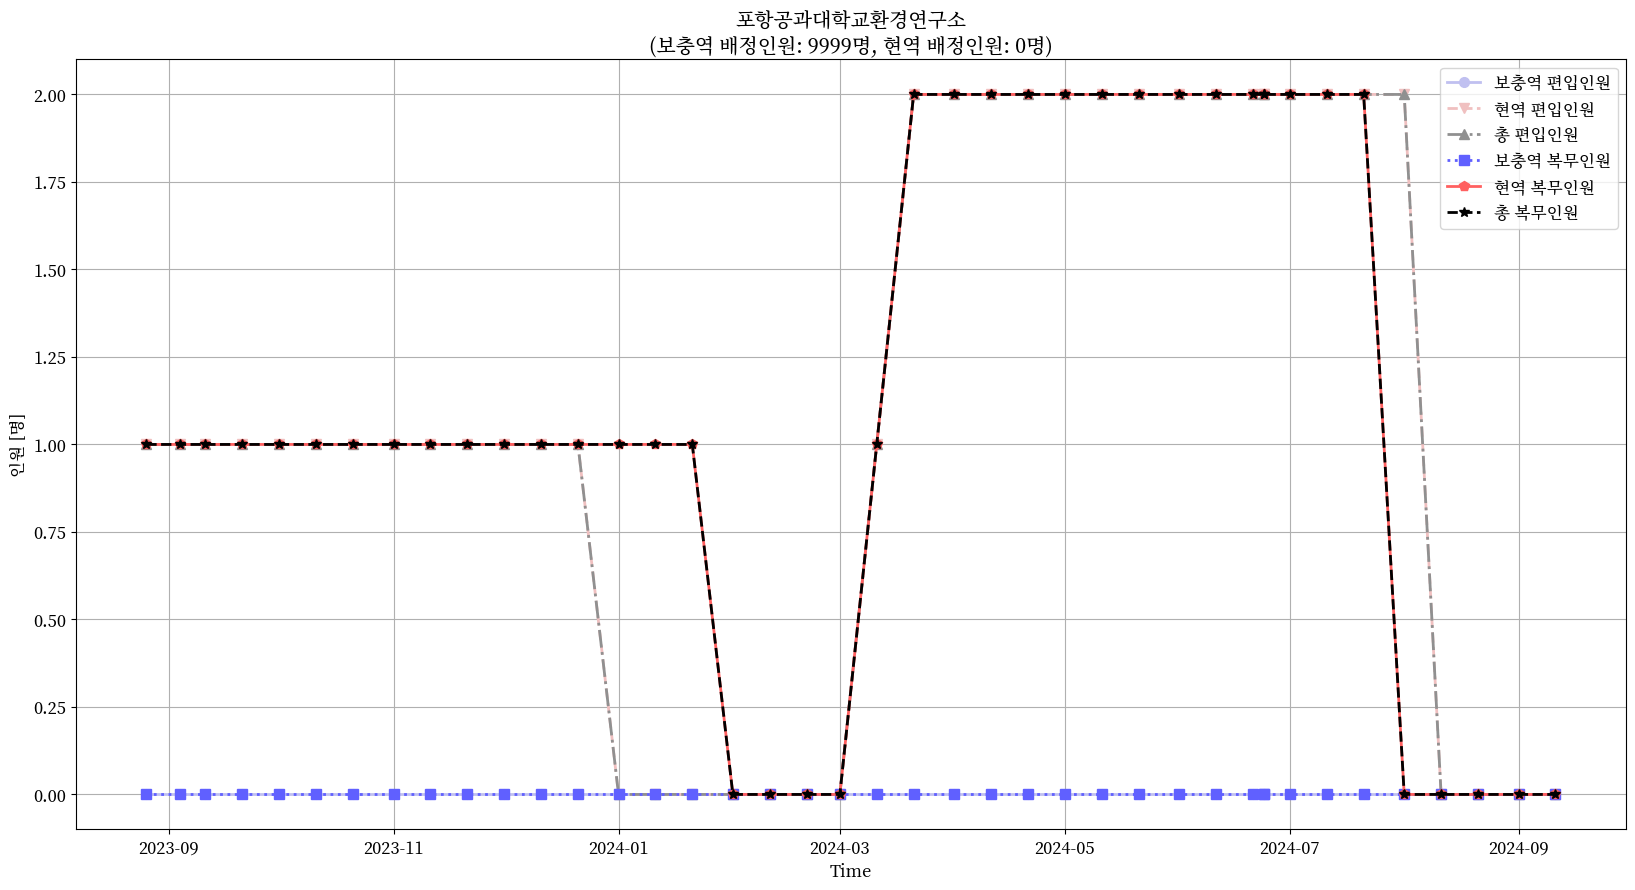 포항공과대학교환경연구소
(보충역 배정인원: 9999명, 현역 배정인원: 0명)
보충역 편입인원
현역 편입인원
총 편입인원
보충역 복무인원
현역 복무인원
총 복무인원
인원 [명]
2.00
1.75
1.50
1.25
1.00
0.75
0.50
0.25
0.00
2023-09
2023-11
2024-01
2024-03
2024-05
2024-07
2024-09
Time